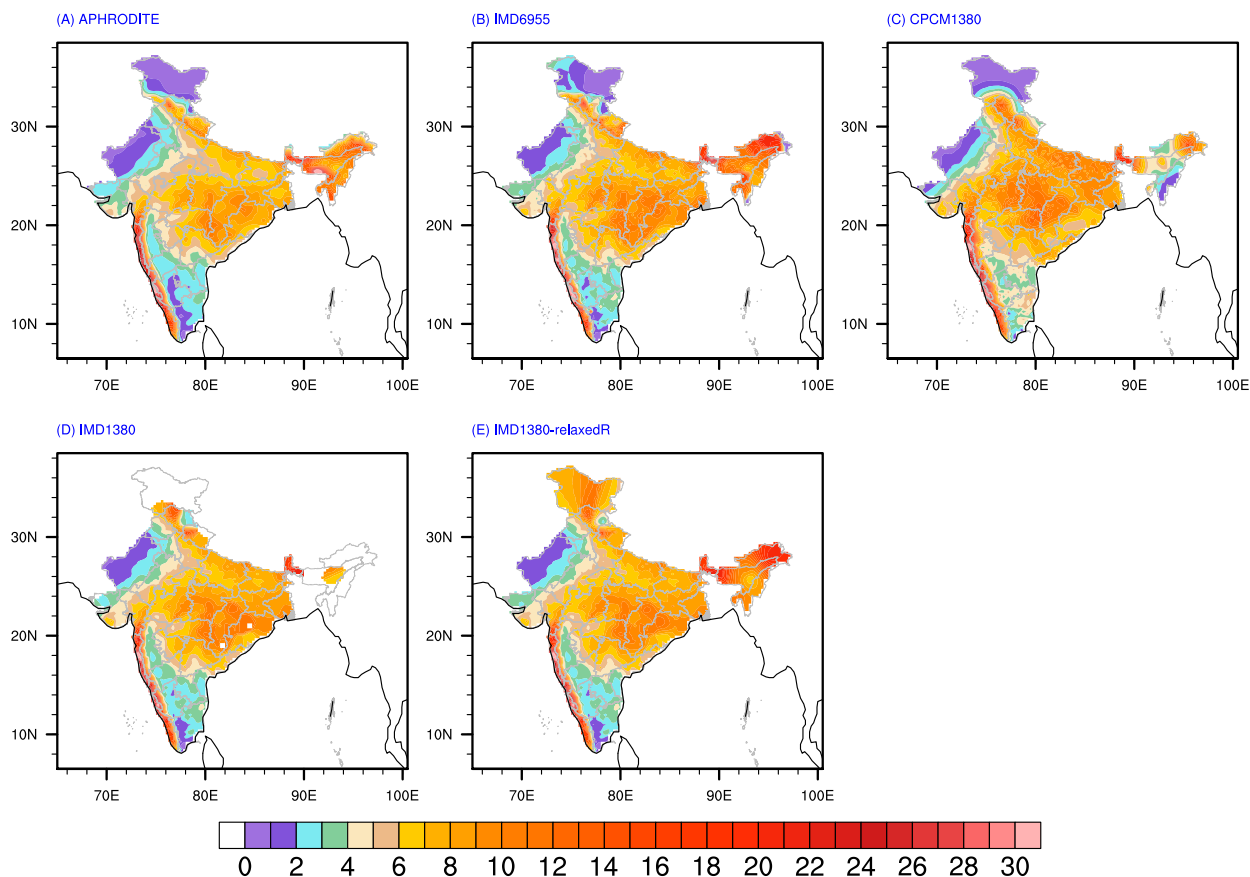 (A) APHRODITE
(B) IMD6955
(C) CPCM1380
30N
20N
10N
70E 80E 90E 100E
30N
20N
10N
70E 80E 90E 100E
30N
20N
10N
70E 80E 90E 100E
(D) IMD1380
(E) IMD1380-relaxedR
30N
20N
10N
70E 80E 90E 100E
30N
20N
10N
70E 80E 90E 100E
0 2 4 6 8 10 12 14 16 18 20 22 24 26 28 30